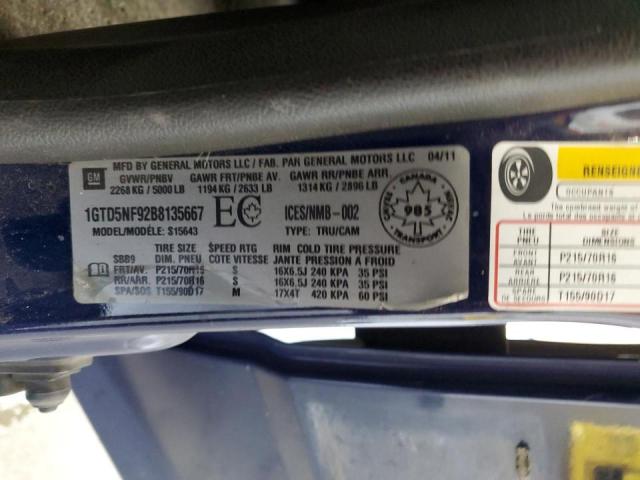 GM
MFD BY GENERAL MOTORS LLC / FAB. PAR GENERAL MOTORS LLC 04/11
GVWR/PNBV GAWR FRT/PNBE AV. GAWR RR/PNBE ARR.
2268 KG / 5000 LB 1194 KG / 2633 LB 1314 KG / 2896 LB
1GTD5NF92B8135667 EC ICES/NMB-002
MODEL/MODÈLE: S15643 TYPE: TRU/CAM
CANADA
905
TIRE SIZE SPEED RTG RIM COLD TIRE PRESSURE
SBB9 DIM. PNEU COTE VITESSE JANTE PRESSION A FROID
FRT/AV. P215/70R16 S 16X6.5J 240 KPA 35 PSI
RR/ARR. P215/70R16 S 16X6.5J 240 KPA 35 PSI
SPA/SOS T155/90D17 M 17X4T 420 KPA 60 PSI
RENSEIGNE
TIRE
PNEU
SIZE
DIMENSIONS
FRONT
AVANT
P215/70R16
REAR
ARRIÈRE
P215/70R16
SPARE
DE SECOURS
T155/90D17